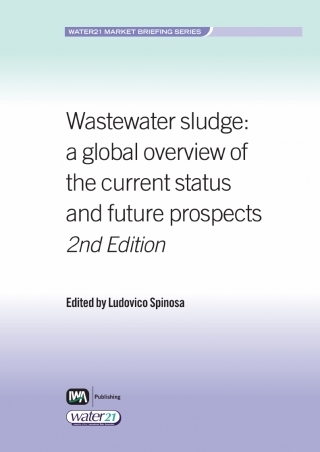 WATER21 MARKET BRIEFING SERIES
Wastewater sludge:
a global overview of
the current status
and future prospects
2nd Edition
Edited by Ludovico Spinosa
IWA Publishing
water21